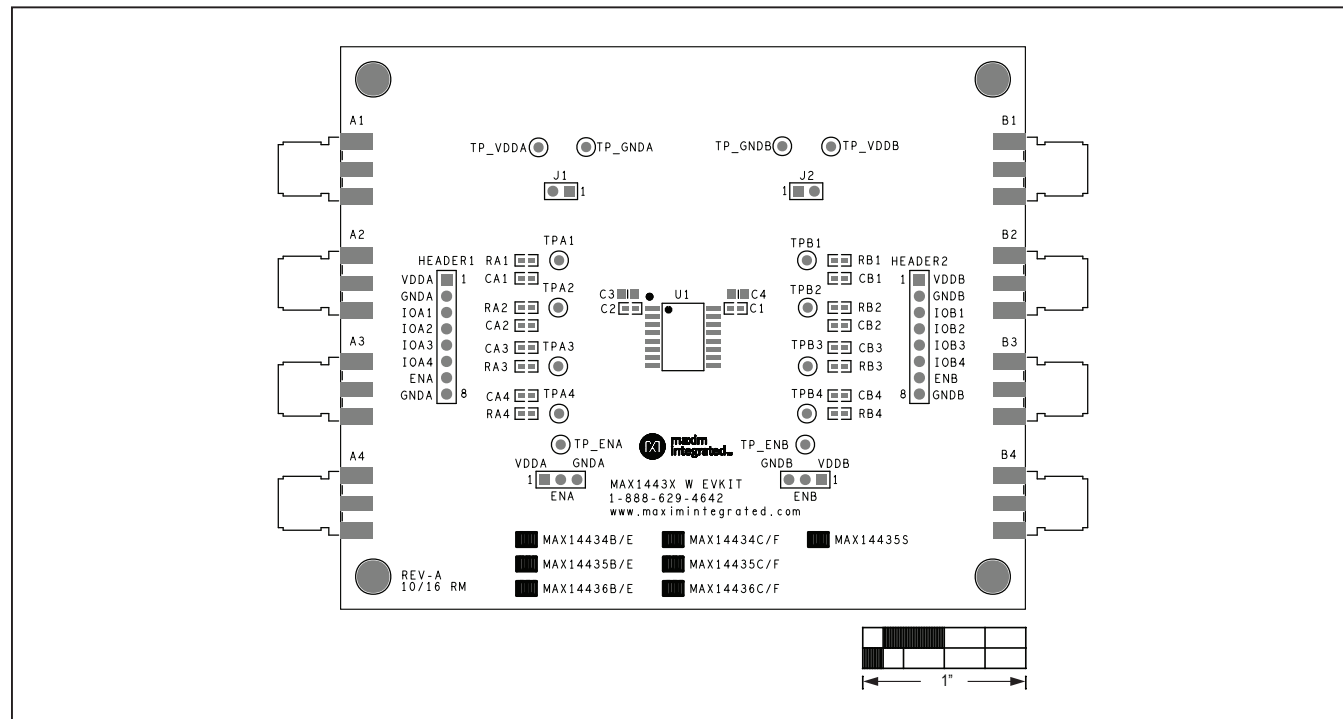 A1
B1
TP_VDDA
TP_GNDA
TP_GNDB
TP_VDDB
J1
1
J2
1
A2
B2
TPA1
TPB1
HEADER1
RA1
RB1
HEADER2
VDDA 1
CA1
CB1
1 VDDB
GNDA
TPA2
TPB2
GNDB
C3
U1
C4
IOA1
RA2
C2
C1
RB2
IOB1
IOA2
CA2
CB2
IOB2
A3
B3
IOA3
CA3
TPA3
TPB3
CB3
IOB3
IOA4
RA3
RB3
IOB4
ENA
ENB
GNDA 8
CA4
TPA4
TPB4
CB4
8 GNDB
RA4
RB4
TP_ENA
maxim
integrated™
TP_ENB
A4
B4
VDDA GNDA
GNDB VDDB
1
1
ENA
ENB
MAX1443X W EVKIT
1-888-629-4642
www.maximintegrated.com
MAX14434B/E
MAX14434C/F
MAX14435S
MAX14435B/E
MAX14435C/F
MAX14436B/E
MAX14436C/F
REV-A
10/16 RM
1"